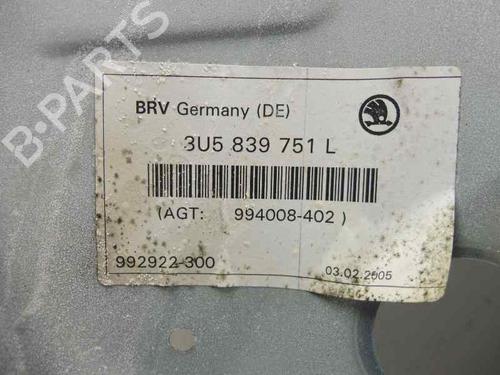 B-PARTS
BRV Germany (DE)
3U5 839 751 L
(AGT: 994008-402 )
992922-300
03.02.2005